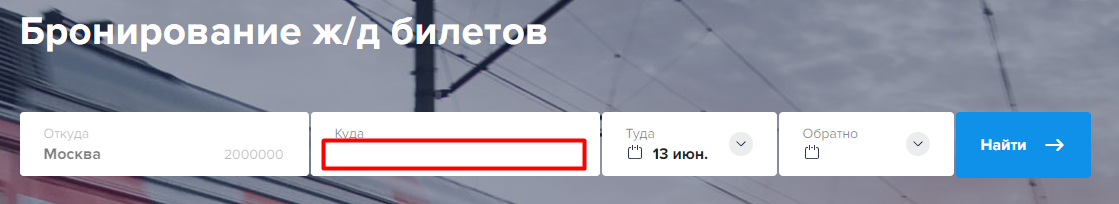 Бронирование ж/д билетов
Откуда
Москва 2000000
Куда
Туда
13 июн.
Обратно
Найти